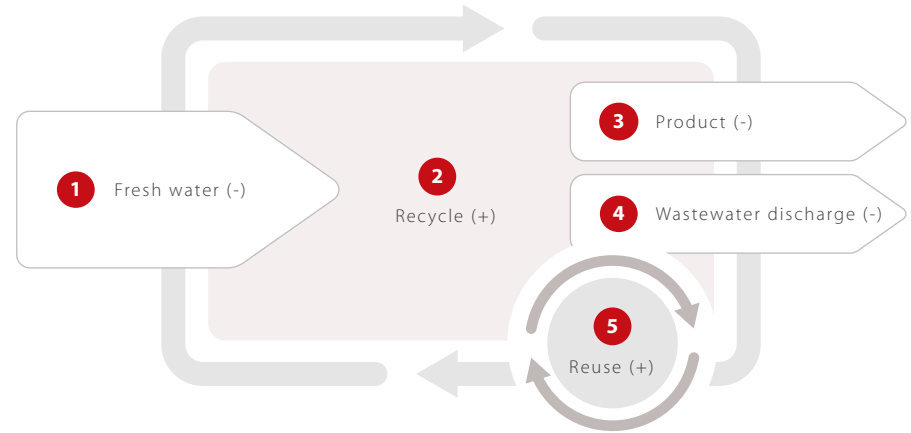 1 Fresh water (-)
2
Recycle (+)
3 Product (-)
4 Wastewater discharge (-)
5
Reuse (+)